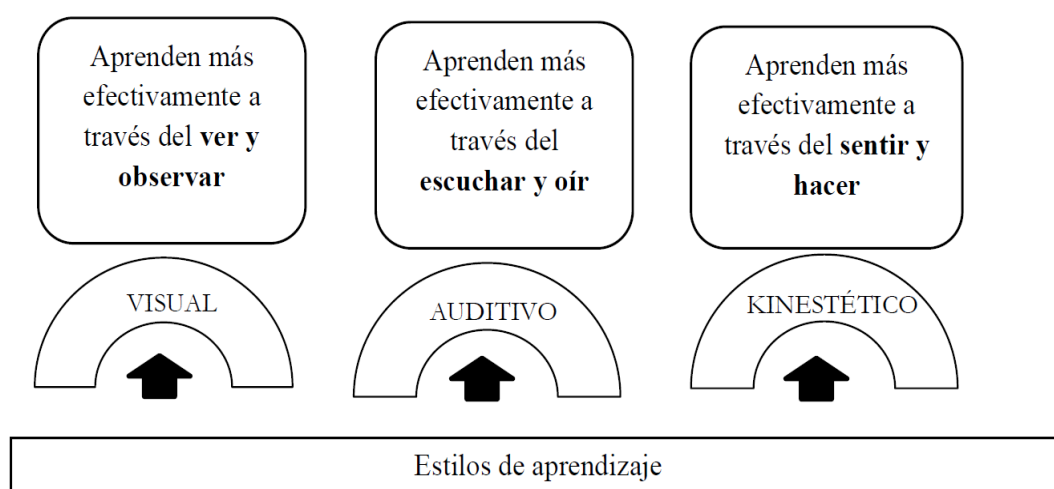 Aprenden más
efectivamente a
través del ver y
observar
Aprenden más
efectivamente a
través del
escuchar y oír
Aprenden más
efectivamente a
través del sentir y
hacer
VISUAL
AUDITIVO
KINESTÉTICO
Estilos de aprendizaje